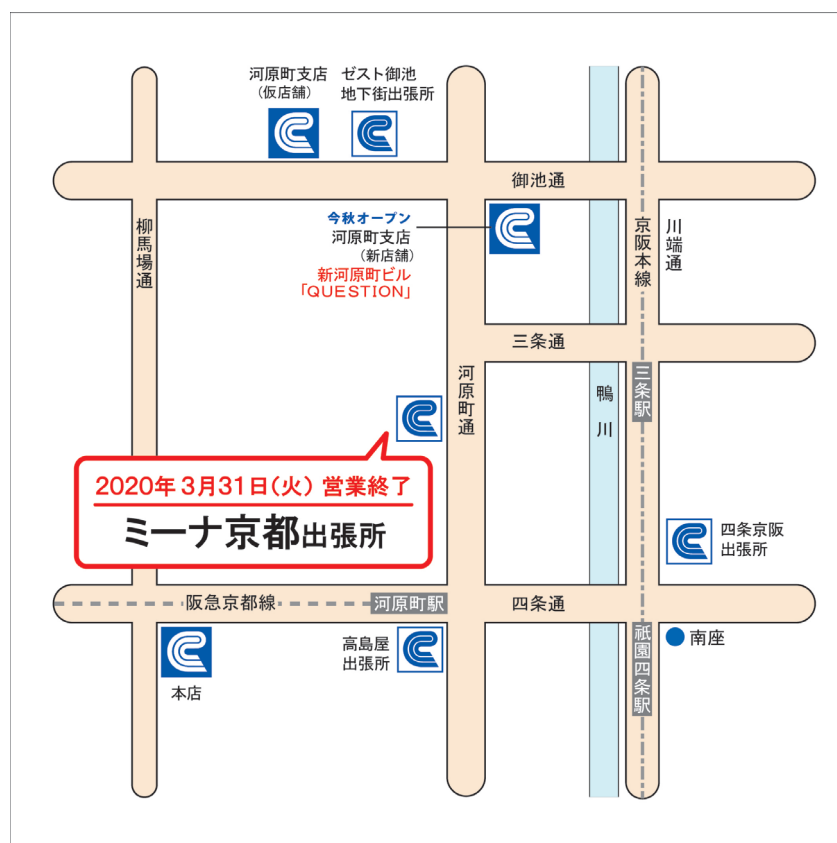 河原町支店
（仮店舗）
ゼスト御池
地下街出張所
御池通
柳馬場通
今秋オープン
河原町支店
（新店舗）
新河原町ビル
「QUESTION」
京阪本線
川端通
三条通
河原町通
三条駅
鴨川
2020年3月31日(火) 営業終了
ミーナ京都出張所
四条京阪
出張所
阪急京都線
河原町駅
四条通
本店
高島屋
出張所
祇園四条駅
南座